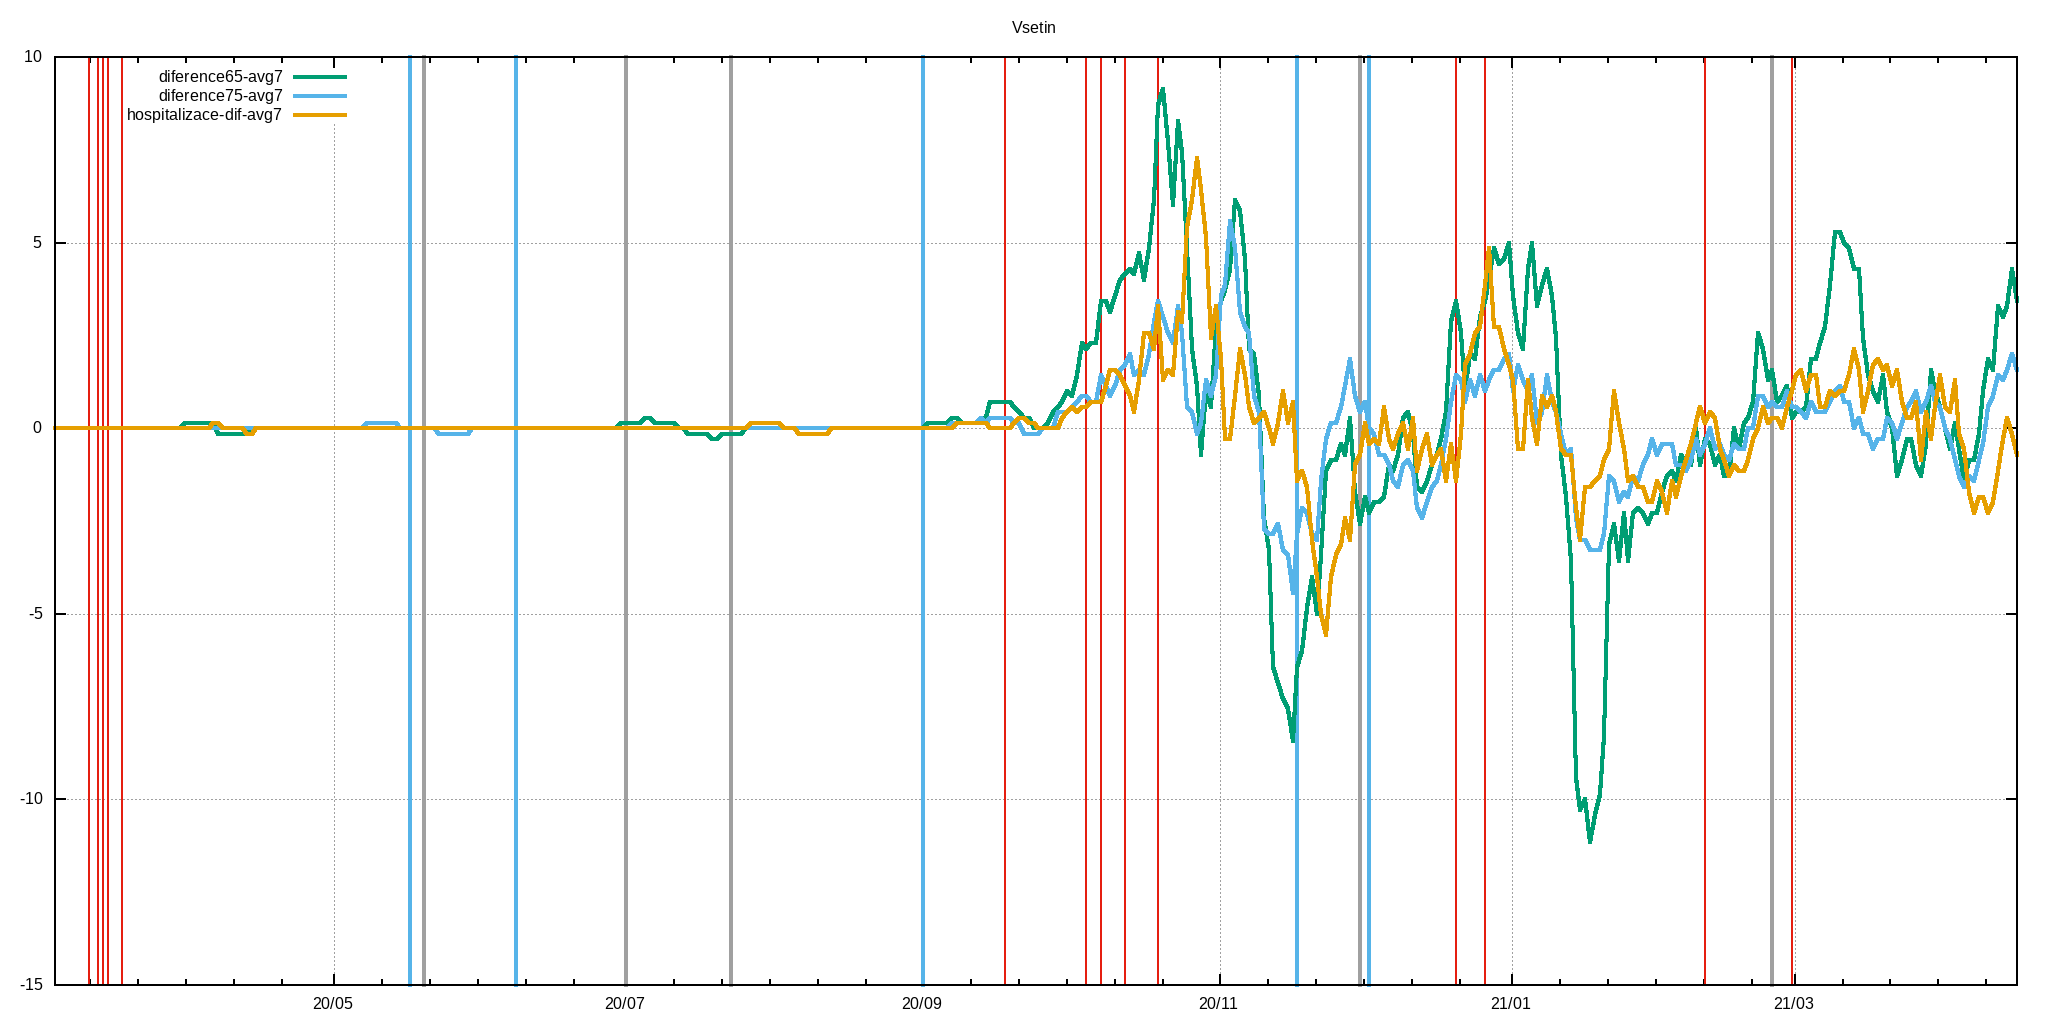 Vsetin
10
diference65-avg7
diference75-avg7
hospitalizace-dif-avg7
5
0
-5
-10
-15
20/05 20/07 20/09 20/11 21/01 21/03